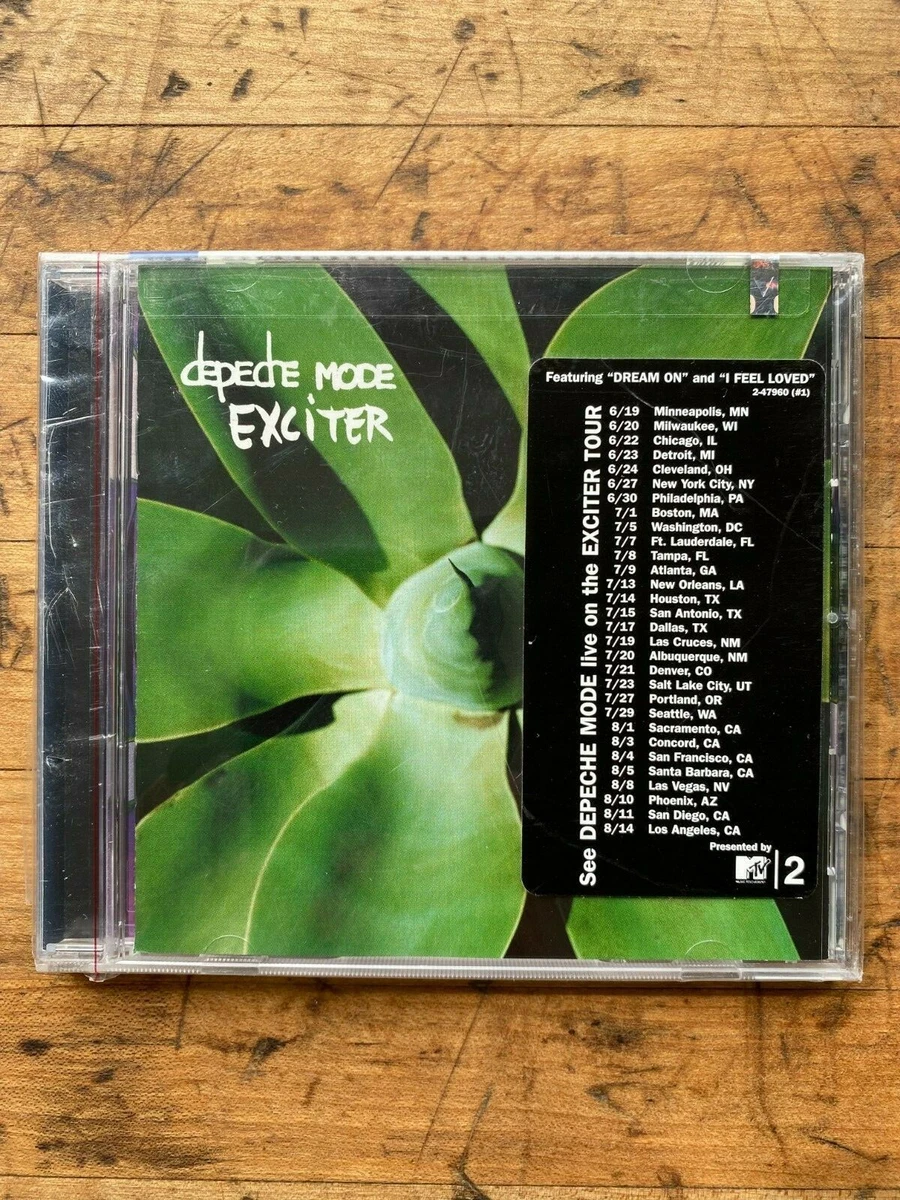 depeche MODE
EXCiTER
Featuring “DREAM ON” and “I FEEL LOVED”
2-47960 (#1)
See DEPECHE MODE live on the EXCITER TOUR
6/19 Minneapolis, MN
6/20 Milwaukee, WI
6/22 Chicago, IL
6/23 Detroit, MI
6/24 Cleveland, OH
6/27 New York City, NY
6/30 Philadelphia, PA
7/1 Boston, MA
7/5 Washington, DC
7/7 Ft. Lauderdale, FL
7/8 Tampa, FL
7/9 Atlanta, GA
7/13 New Orleans, LA
7/14 Houston, TX
7/15 San Antonio, TX
7/17 Dallas, TX
7/19 Las Cruces, NM
7/20 Albuquerque, NM
7/21 Denver, CO
7/23 Salt Lake City, UT
7/27 Portland, OR
7/29 Seattle, WA
8/1 Sacramento, CA
8/3 Concord, CA
8/4 San Francisco, CA
8/5 Santa Barbara, CA
8/8 Las Vegas, NV
8/10 Phoenix, AZ
8/11 San Diego, CA
8/14 Los Angeles, CA
Presented by
MTV 2
MUSIC TELEVISION